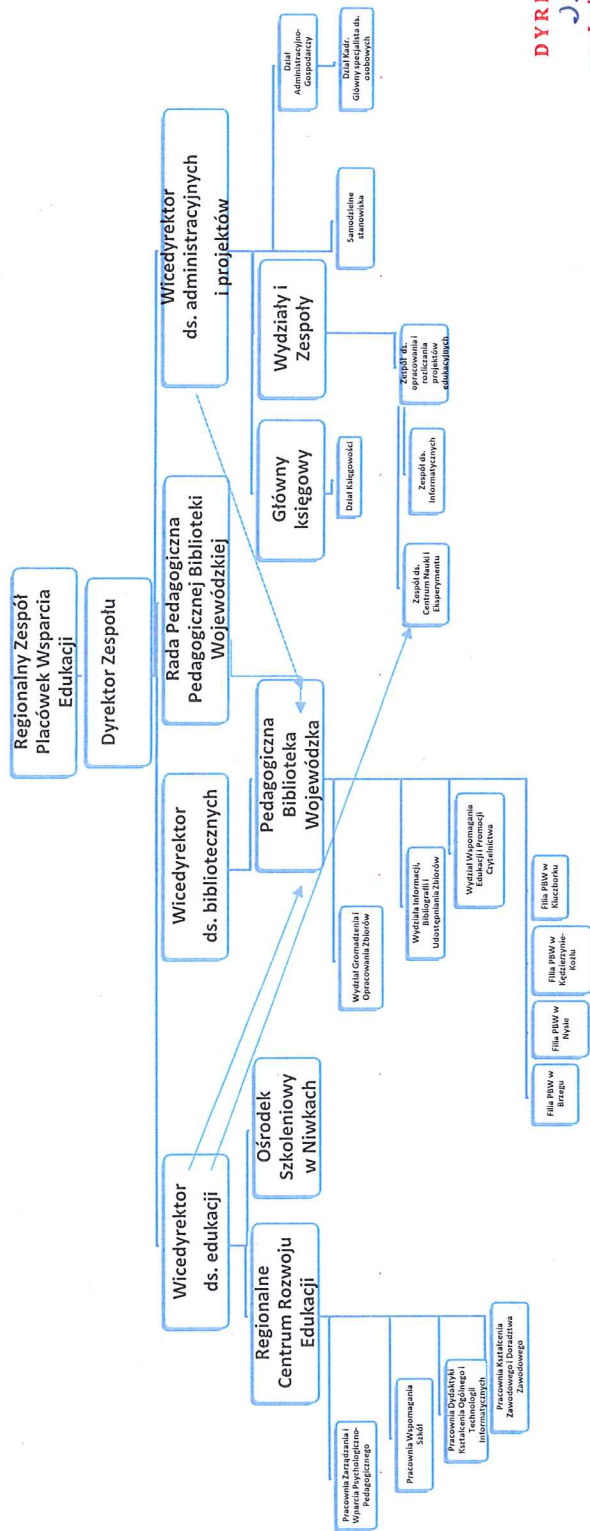 Regionalny Zespół
Placówek Wsparcia
Edukacji
Dyrektor Zespołu
Wicedyrektor
ds. edukacji
Wicedyrektor
ds. bibliotecznych
Rada Pedagogiczna
Pedagogicznej Biblioteki
Wojewódzkiej
Wicedyrektor
ds. administracyjnych
i projektów
Regionalne
Centrum Rozwoju
Edukacji
Ośrodek
Szkoleniowy
w Niwkach
Pedagogiczna
Biblioteka
Wojewódzka
Główny
księgowy
Wydziały i
Zespoły
Samodzielne
stanowiska
Dział
Administracyjno-
Gospodarczy
Dział Kadr.
Główny specjalista ds.
osobowych
Dział Księgowości
Pracownia Zarządzania i
Wparcia Psychologiczno-
Pedagogicznego
Pracownia Wspomagania
Szkół
Pracownia Dydaktyki
Kształcenia Ogólnego i
Technologii
Informatycznych
Pracownia Kształcenia
Zawodowego i Doradztwa
Zawodowego
Wydział Gromadzenia i
Opracowania Zbiorów
Wydziała Informacji,
Bibliografii i
Udostępniania Zbiorów
Wydział Wspomagania
Edukacji i Promocji
Czytelnictwa
Filia PBW w
Brzegu
Filia PBW w
Nysie
Filia PBW w
Kędzierzynie-
Koźlu
Filia PBW w
Kluczborku
Zespół ds.
Centrum Nauki i
Eksperymentu
Zespół ds.
Informatycznych
Zespół ds.
opracowania i
rozliczania
projektów
edukacyjnych